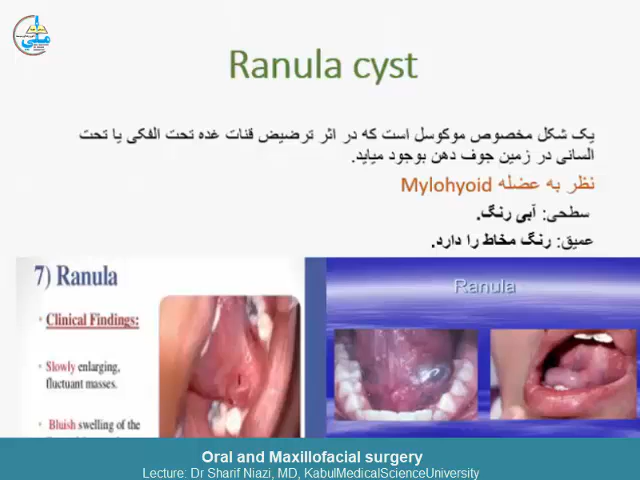 ملي
Ranula cyst
یک شکل مخصوص موکوسل است که در اثر ترضیض قنات غده تحت الفکی یا تحت
السانی در زمین جوف دهن بوجود میاید.
نظر به عضله Mylohyoid
سطحی: آبی رنگ.
عمیق: رنگ مخاط را دارد.
7) Ranula
• Clinical Findings:
• Slowly enlarging,
fluctuant masses.
• Bluish swelling of the
Ranula
Oral and Maxillofacial surgery
Lecture: Dr Sharif Niazi, MD, KabulMedicalScienceUniversity